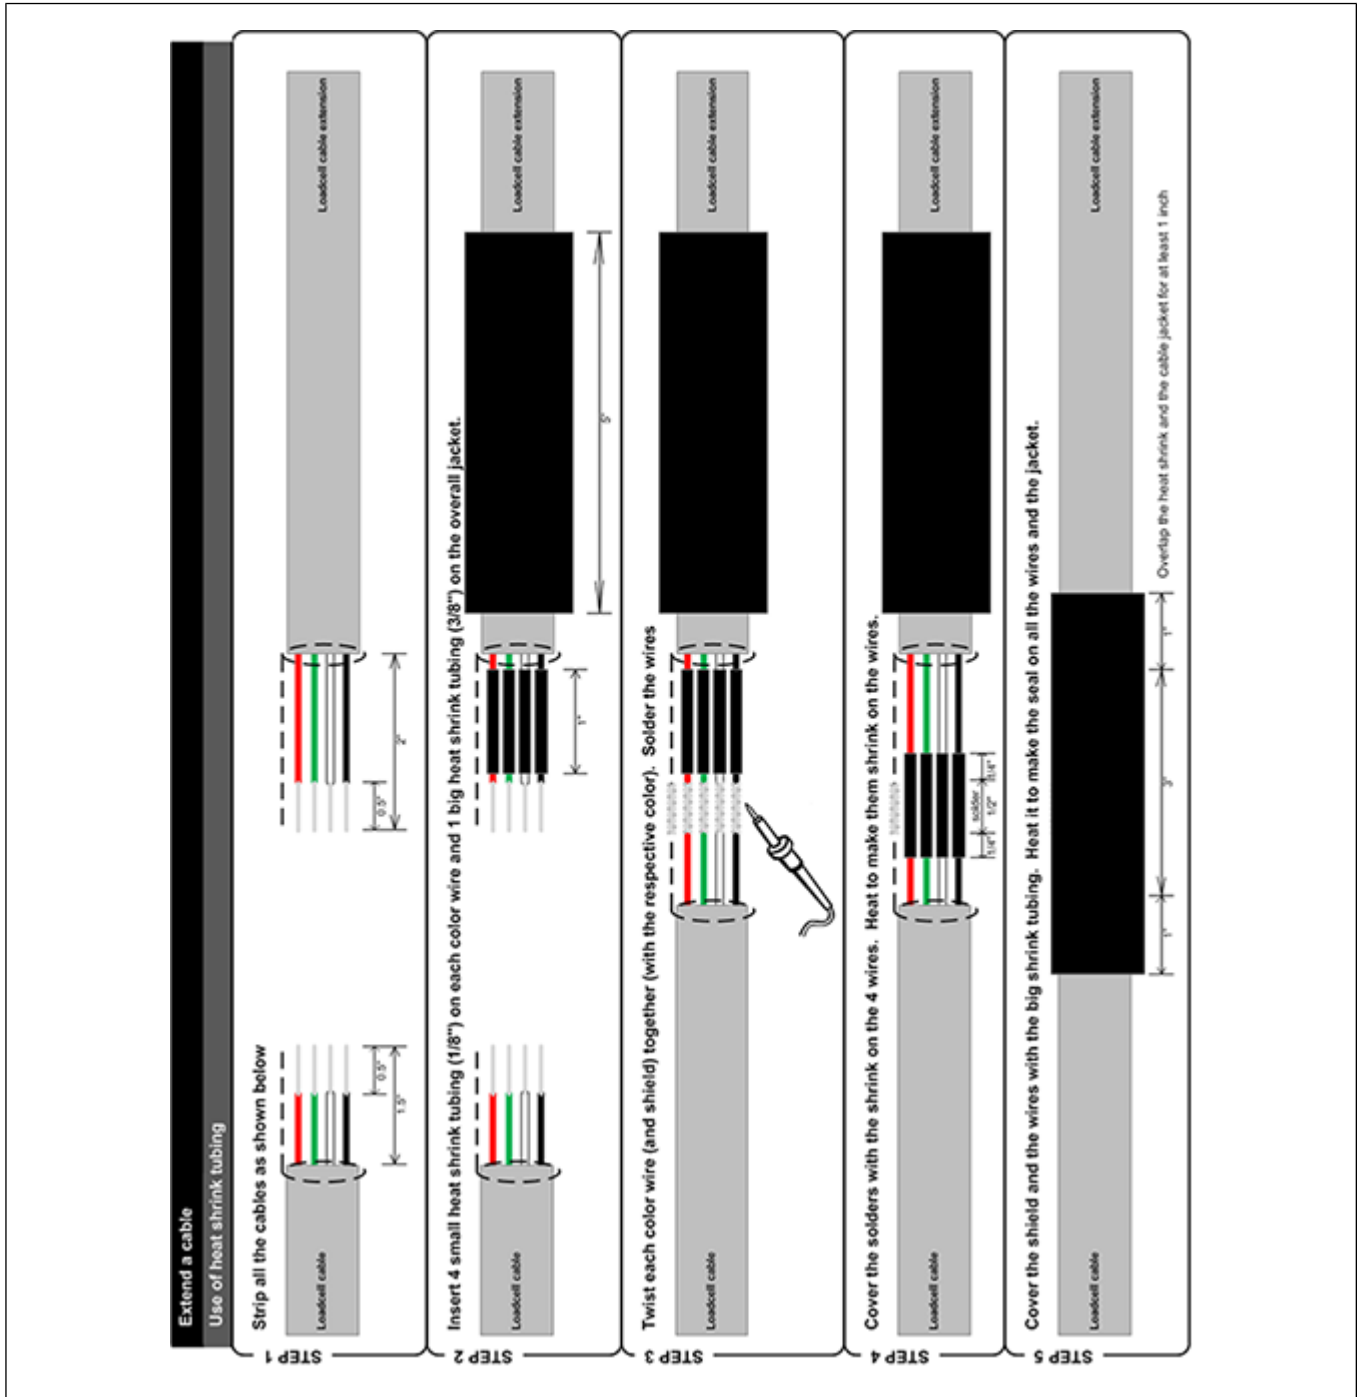 Extend a cable
Use of heat shrink tubing
STEP 1
Strip all the cables as shown below
Loadcell cable
Loadcell cable extension
0.5"
1.5"
0.5"
2"
STEP 2
Insert 4 small heat shrink tubing (1/8") on each color wire and 1 big heat shrink tubing (3/8") on the overall jacket.
Loadcell cable
Loadcell cable extension
1"
5"
STEP 3
Twist each color wire (and shield) together (with the respective color). Solder the wires
Loadcell cable extension
STEP 4
Cover the solders with the shrink on the 4 wires. Heat to make them shrink on the wires.
Loadcell cable
Loadcell cable extension
solder
1/4"
1/2"
1/4"
STEP 5
Cover the shield and the wires with the big shrink tubing. Heat it to make the seal on all the wires and the jacket.
Loadcell cable
Loadcell cable extension
1"
3"
1"
Overlap the heat shrink and the cable jacket for at least 1 inch